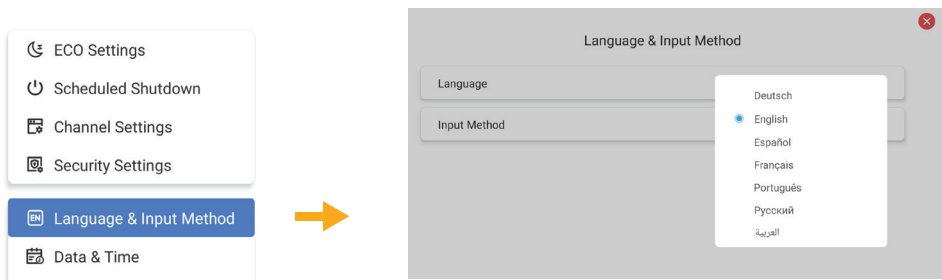 ECO Settings
Scheduled Shutdown
Channel Settings
Security Settings
EN Language & Input Method
Data & Time
Language & Input Method
Language
Input Method
Deutsch
English
Español
Français
Português
Русский
العربية